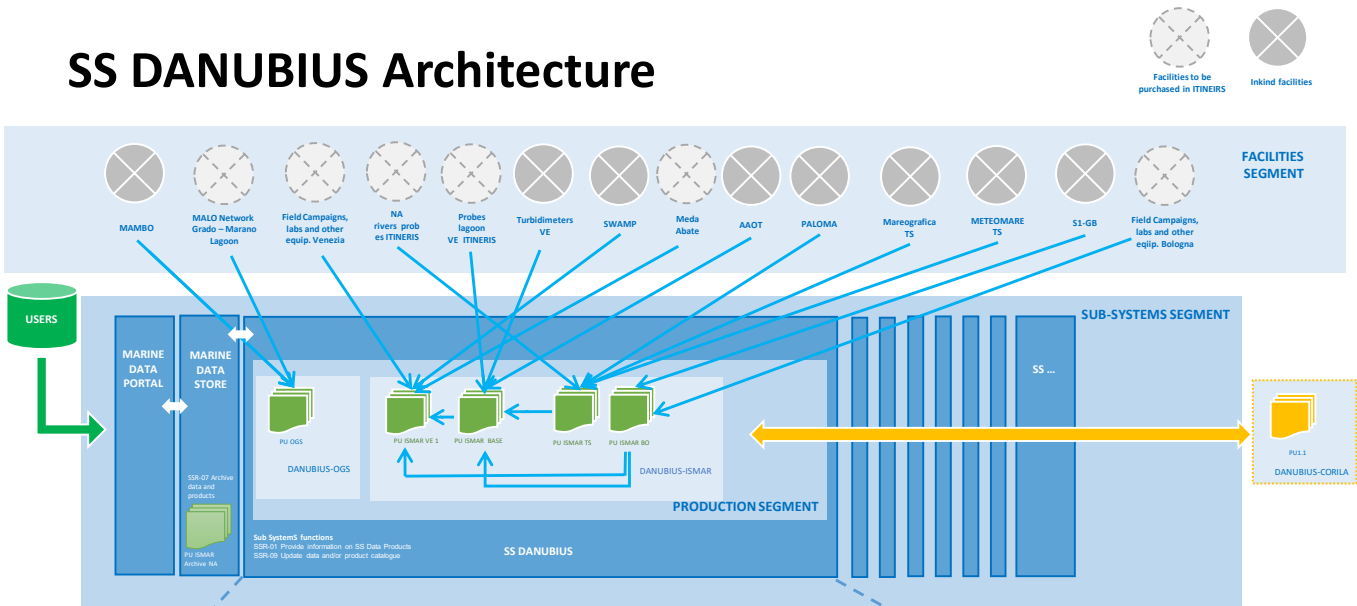 SS DANUBIUS Architecture
Facilities to be
purchased in ITINEIRS
Inkind facilities
FACILITIES
SEGMENT
MAMBO
MALO Network
Grado – Marano
Lagoon
Field Campaigns,
labs and other
equip. Venezia
NA
rivers prob
es ITINERIS
Probes
lagoon
VE ITINERIS
Turbidimeters
VE
SWAMP
Meda
Abate
AAOT
PALOMA
Mareografica
TS
METEOMARE
TS
S1-GB
Field Campaigns,
labs and other
eqiip. Bologna
USERS
SUB-SYSTEMS SEGMENT
MARINE
DATA
PORTAL
MARINE
DATA
STORE
SS ...
PU OGS
PU ISMAR VE 1
PU ISMAR BASE
PU ISMAR TS
PU ISMAR BO
DANUBIUS-OGS
DANUBIUS-ISMAR
PU1.1
DANUBIUS-CORILA
SSR-07 Archive
data and
products
PU ISMAR
Archive NA
PRODUCTION SEGMENT
Sub SystemS functions
SSR-01 Provide information on SS Data Products
SSR-09 Update data and/or product catalogue
SS DANUBIUS